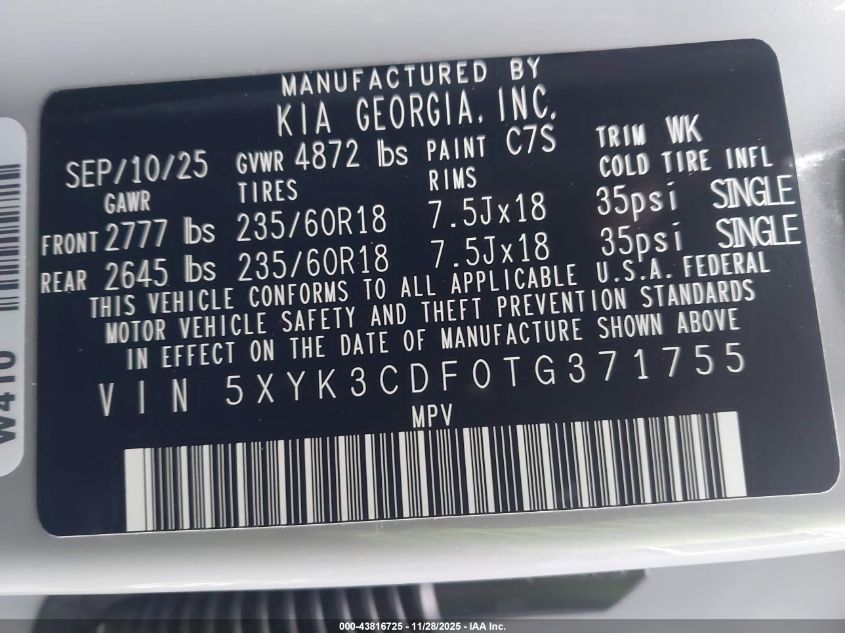 MANUFACTURED BY
KIA GEORGIA, INC.
SEP/10/25 GVWR 4872 lbs PAINT C7S TRIM WK
GAWR TIRES RIMS COLD TIRE INFL
FRONT 2777 lbs 235/60R18 7.5Jx18 35psi SINGLE
REAR 2645 lbs 235/60R18 7.5Jx18 35psi SINGLE
THIS VEHICLE CONFORMS TO ALL APPLICABLE U.S.A. FEDERAL
MOTOR VEHICLE SAFETY AND THEFT PREVENTION STANDARDS
IN EFFECT ON THE DATE OF MANUFACTURE SHOWN ABOVE
VIN 5XYK3CDF0TG371755
MPV
W410
000-43816725 - 11/28/2025 - IAA Inc.